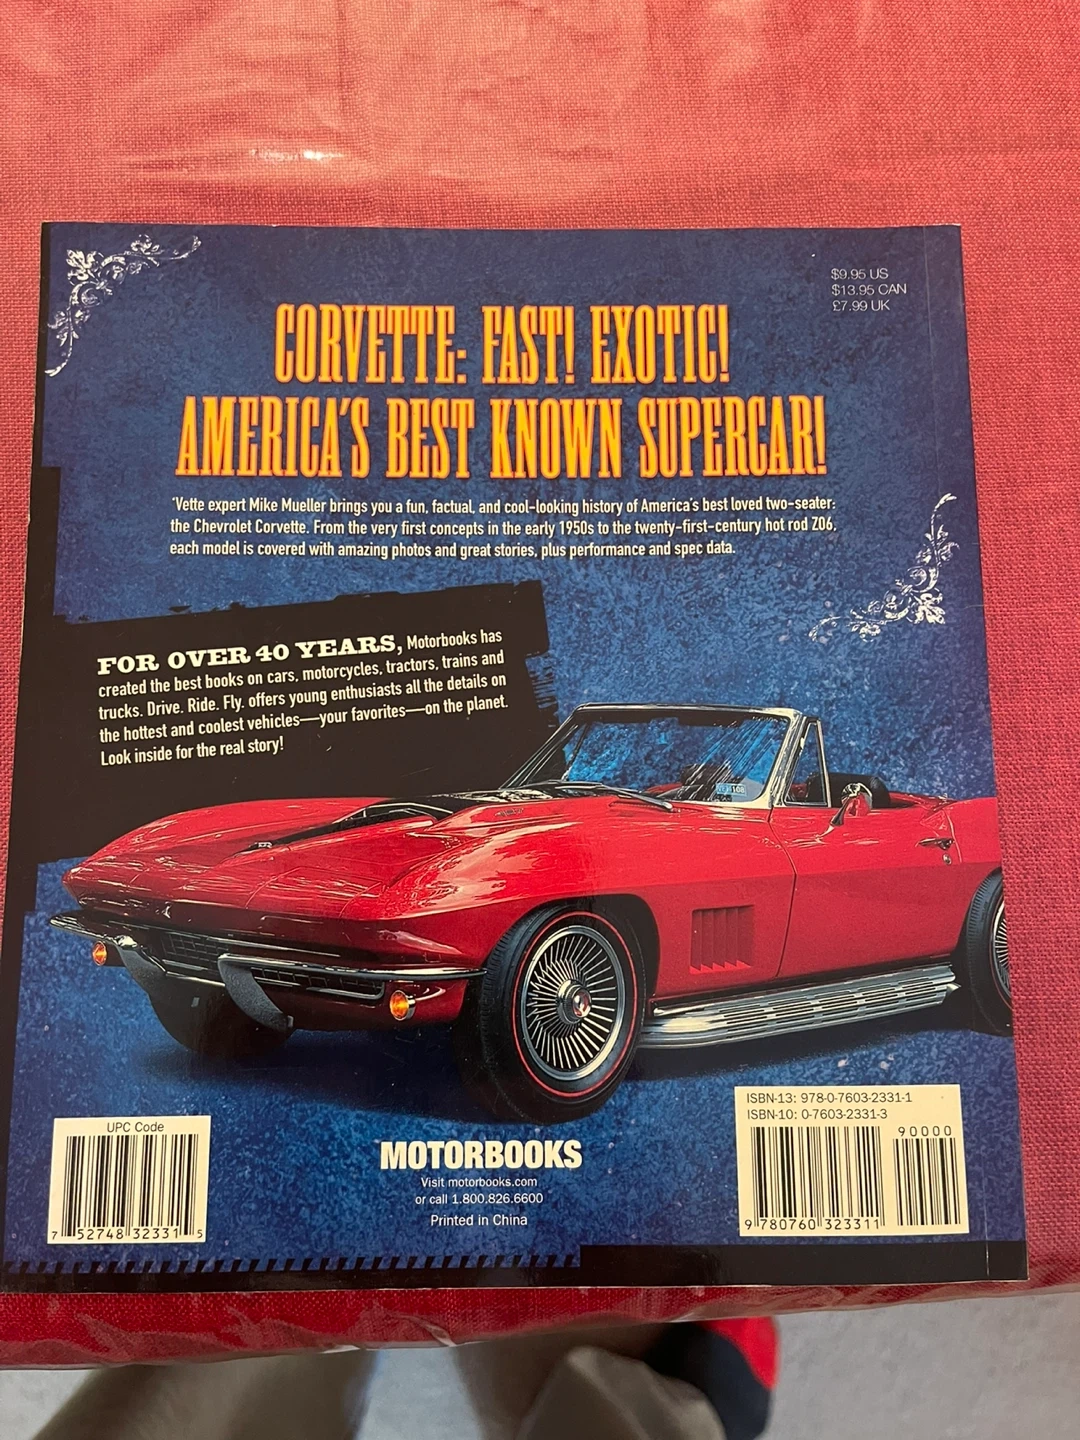 $9.95 US
$13.95 CAN
£7.99 UK
CORVETTE: FAST! EXOTIC!
AMERICA'S BEST KNOWN SUPERCAR!
'Vette expert Mike Mueller brings you a fun, factual, and cool-looking history of America's best loved two-seater:
the Chevrolet Corvette. From the very first concepts in the early 1950s to the twenty-first-century hot rod Z06,
each model is covered with amazing photos and great stories, plus performance and spec data.
FOR OVER 40 YEARS, Motorbooks has
created the best books on cars, motorcycles, tractors, trains and
trucks. Drive. Ride. Fly. offers young enthusiasts all the details on
the hottest and coolest vehicles—your favorites—on the planet.
Look inside for the real story!
UPC Code
7 52748 32331 5
MOTORBOOKS
Visit motorbooks.com
or call 1.800.826.6600
Printed in China
ISBN-13: 978-0-7603-2331-1
ISBN-10: 0-7603-2331-3
90000
9 780760 323311